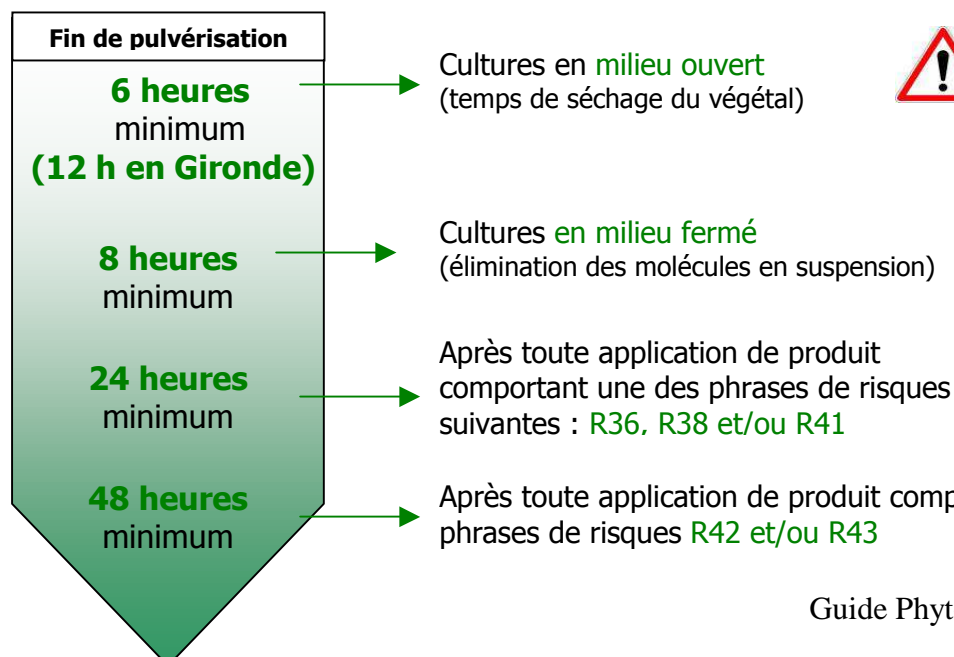 Fin de pulvérisation
6 heures
minimum
(12 h en Gironde)
Cultures en milieu ouvert
(temps de séchage du végétal)
8 heures
minimum
Cultures en milieu fermé
(élimination des molécules en suspension)
24 heures
minimum
Après toute application de produit
comportant une des phrases de risques
suivantes : R36, R38 et/ou R41
48 heures
minimum
Après toute application de produit
phrases de risques R42 et/ou R43
Guide